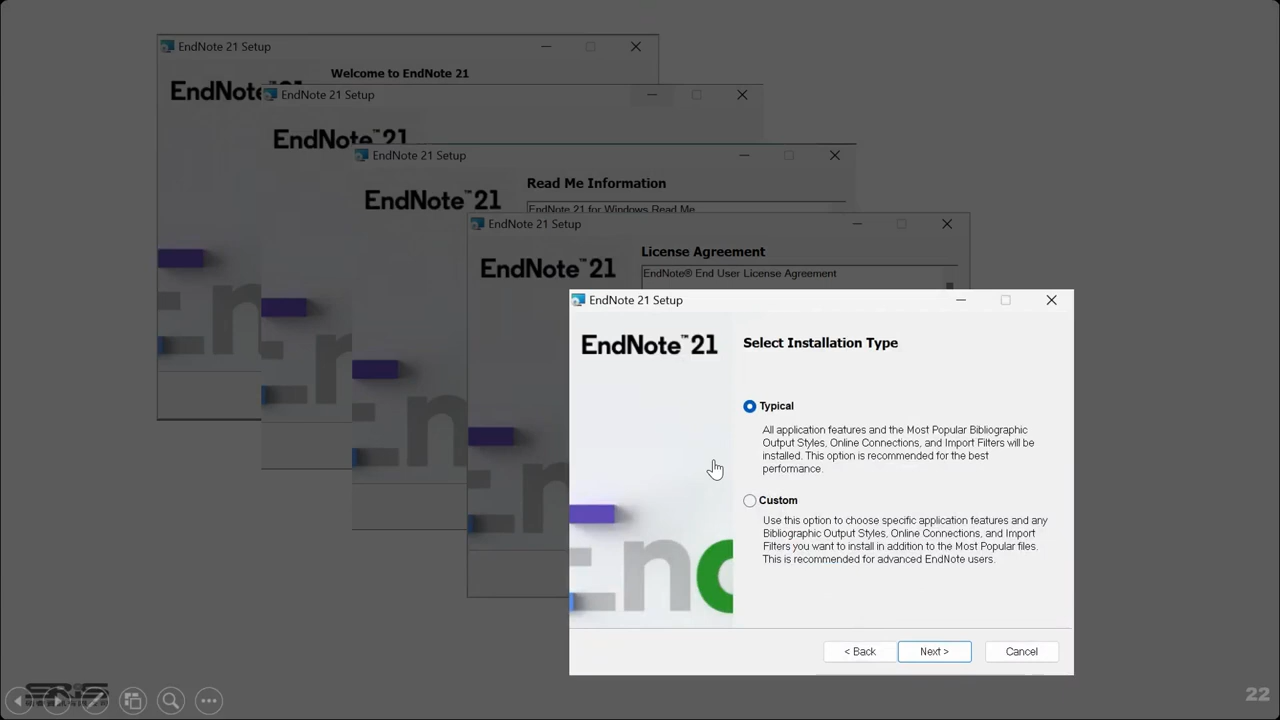 EndNote 21 Setup
Welcome to EndNote 21
EndNote 21 Setup
EndNote™ 21
EndNote 21 Setup
EndNote™ 21
Read Me Information
EndNote 21 for Windows Read Me
EndNote 21 Setup
EndNote™ 21
License Agreement
EndNote® End User License Agreement
EndNote 21 Setup
EndNote™ 21
Select Installation Type
Typical
All application features and the Most Popular Bibliographic
Output Styles, Online Connections, and Import Filters will be
installed. This option is recommended for the best
performance.
Custom
Use this option to choose specific application features and any
Bibliographic Output Styles, Online Connections, and Import
Filters you want to install in addition to the Most Popular files.
This is recommended for advanced EndNote users.
< Back
Next >
Cancel
22